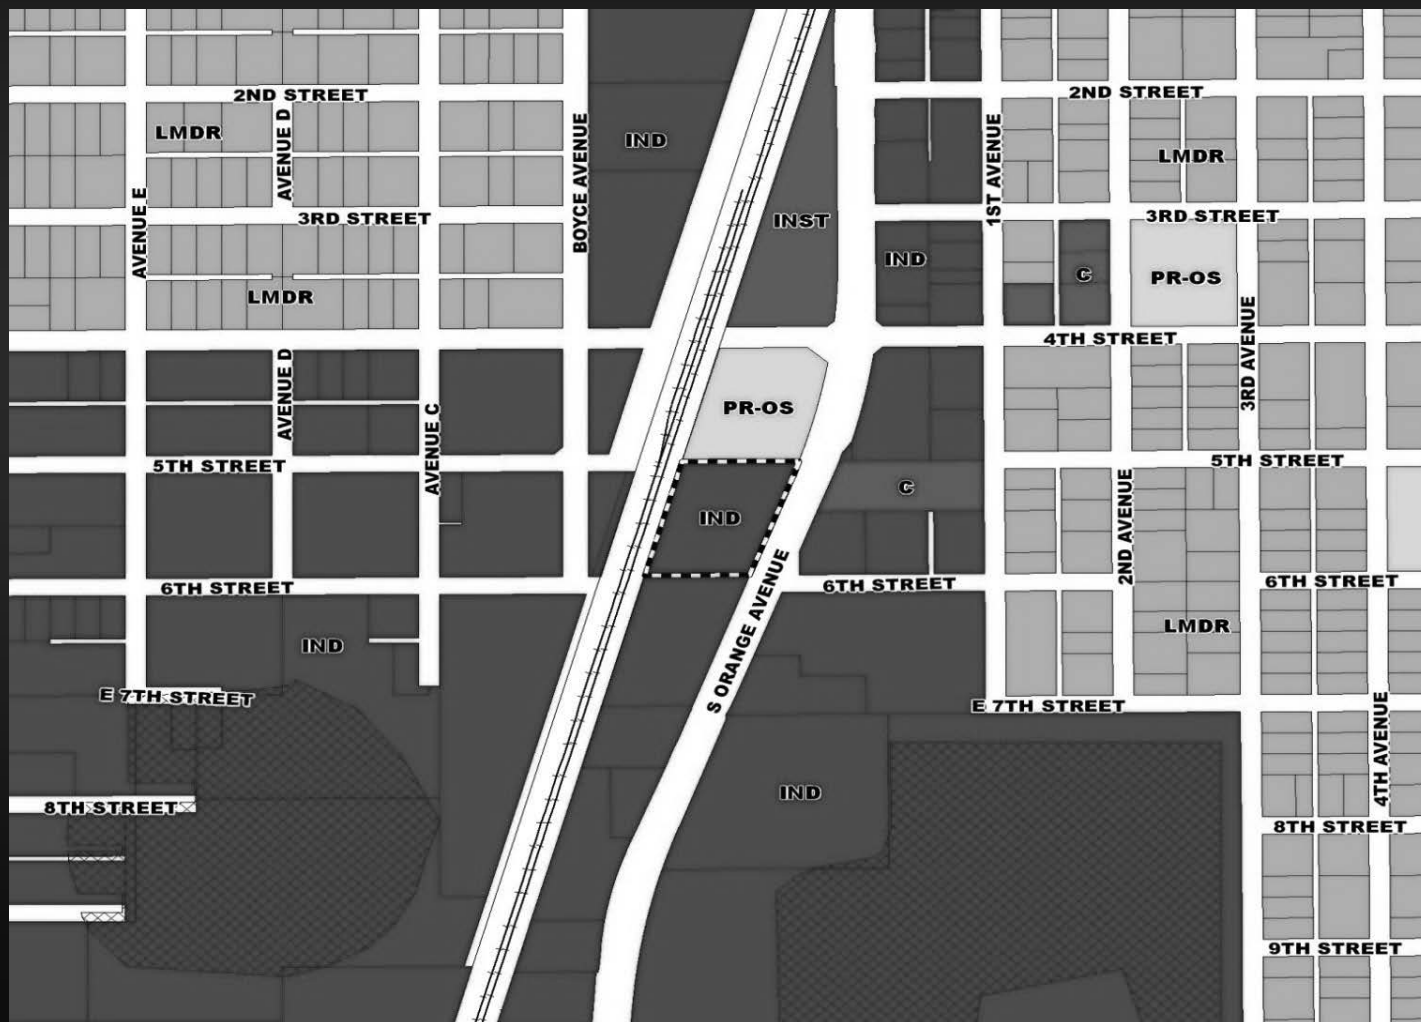 2ND STREET
2ND STREET
LMDR
AVENUE D
BOYCE AVENUE
IND
1ST AVENUE
LMDR
AVENUE E
3RD STREET
INST
3RD STREET
IND
C
PR-OS
LMDR
4TH STREET
3RD AVENUE
AVENUE D
AVENUE C
PR-OS
5TH STREET
5TH STREET
C
2ND AVENUE
IND
6TH STREET
S ORANGE AVENUE
6TH STREET
6TH STREET
LMDR
IND
E 7TH STREET
E 7TH STREET
4TH AVENUE
IND
8TH STREET
8TH STREET
9TH STREET